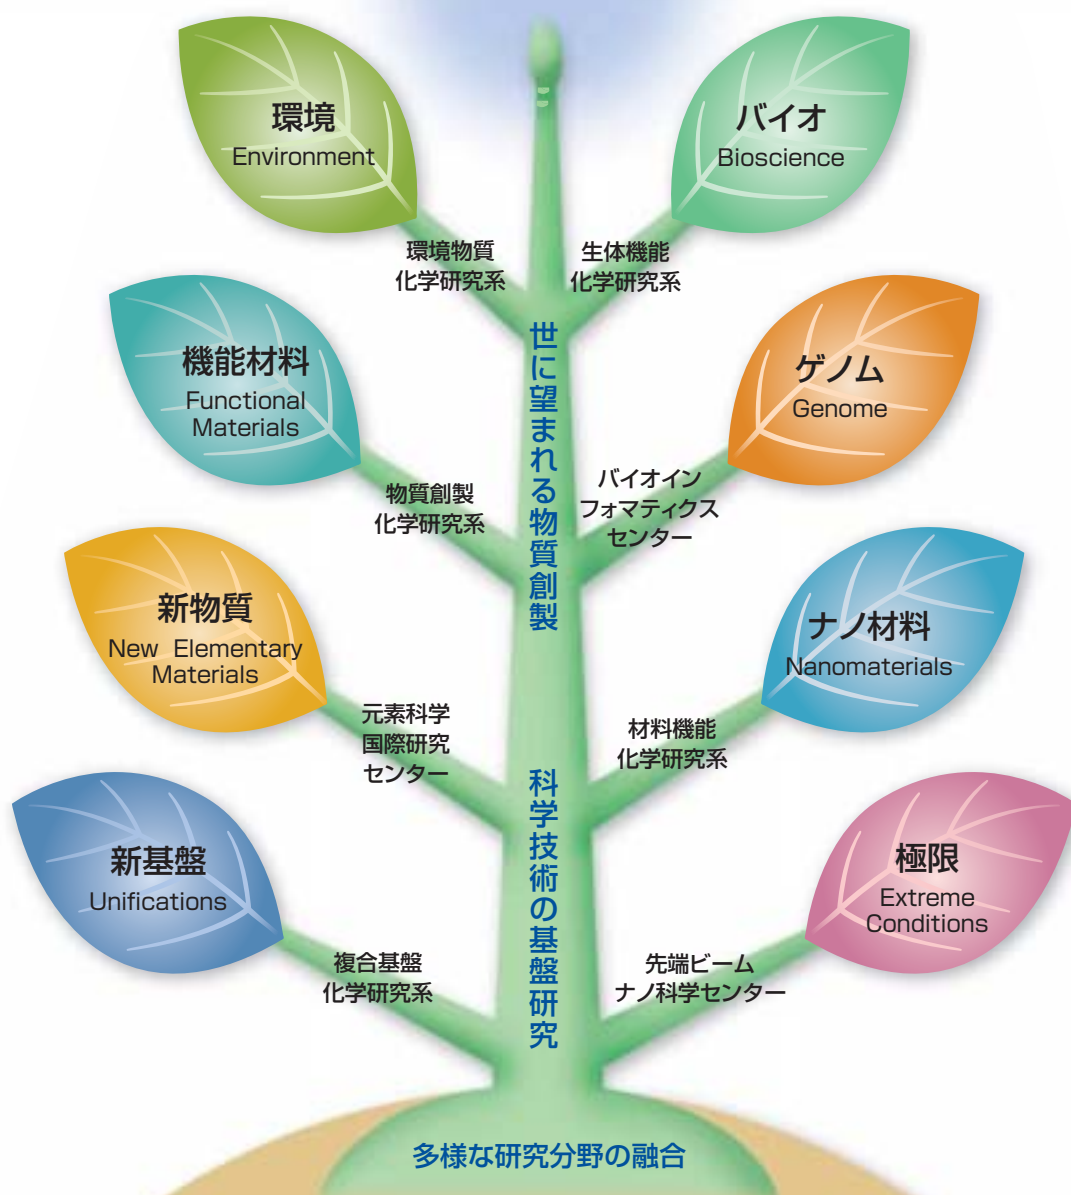 環境
Environment
バイオ
Bioscience
環境物質
化学研究系
生体機能
化学研究系
機能材料
Functional
Materials
ゲノム
Genome
物質創製
化学研究系
バイオイン
フォマティクス
センター
世に望まれる物質創製
新物質
New Elementary
Materials
ナノ材料
Nanomaterials
元素科学
国際研究
センター
材料機能
化学研究系
新基盤
Unifications
極限
Extreme
Conditions
複合基盤
化学研究系
先端ビーム
ナノ科学センター
科学技術の基盤研究
多様な研究分野の融合